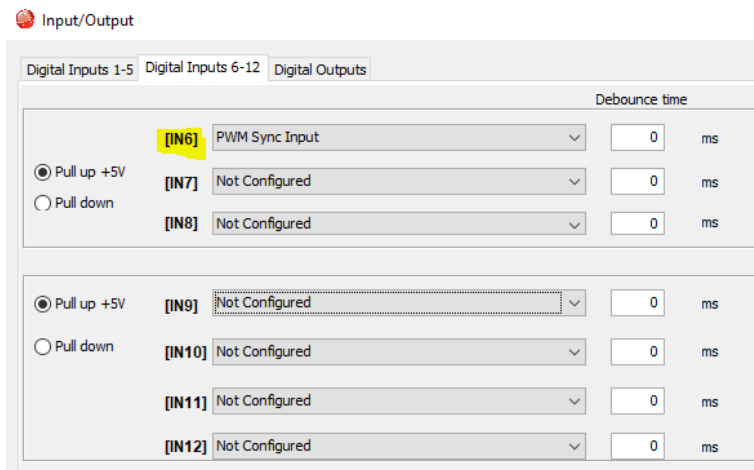 Input/Output
Digital Inputs 1-5 Digital Inputs 6-12 Digital Outputs
Debounce time
[IN6] PWM Sync Input 0 ms
Pull up +5V
[IN7] Not Configured 0 ms
Pull down
[IN8] Not Configured 0 ms
Pull up +5V [IN9] Not Configured 0 ms
Pull down [IN10] Not Configured 0 ms
[IN11] Not Configured 0 ms
[IN12] Not Configured 0 ms